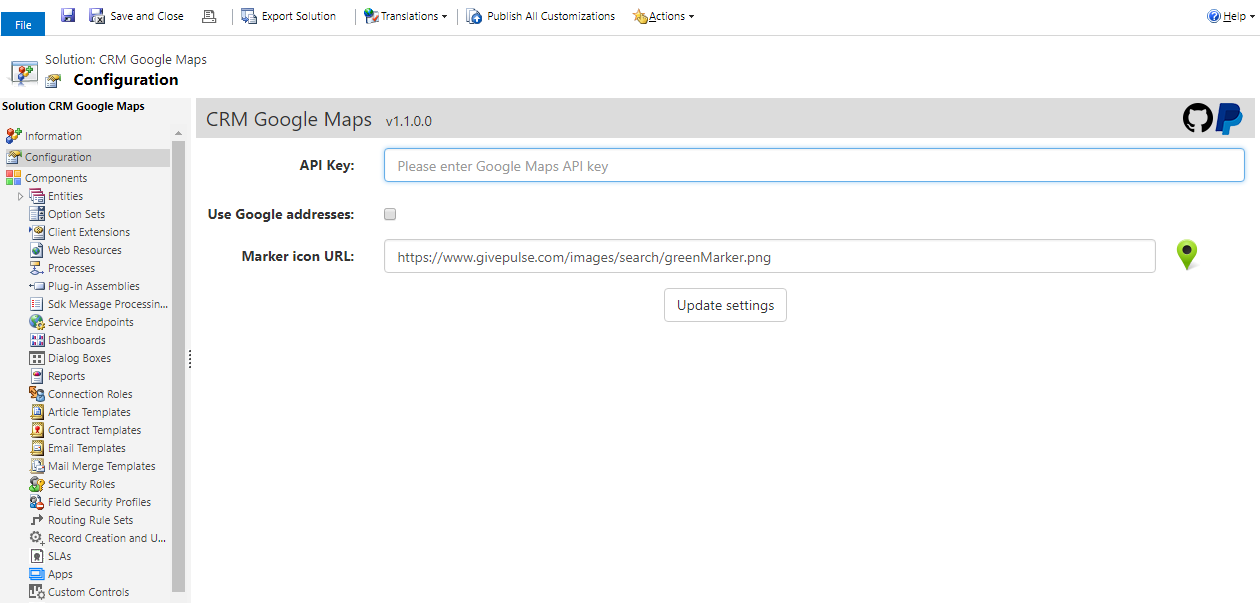 File
Save and Close
Export Solution
Translations
Publish All Customizations
Actions
Help
Solution: CRM Google Maps
Configuration
Solution CRM Google Maps
Information
Configuration
Components
Entities
Option Sets
Client Extensions
Web Resources
Processes
Plug-in Assemblies
Sdk Message Processin...
Service Endpoints
Dashboards
Dialog Boxes
Reports
Connection Roles
Article Templates
Contract Templates
Email Templates
Mail Merge Templates
Security Roles
Field Security Profiles
Routing Rule Sets
Record Creation and U...
SLAs
Apps
Custom Controls
CRM Google Maps v1.1.0.0
API Key: Please enter Google Maps API key
Use Google addresses:
Marker icon URL: https://www.givepulse.com/images/search/greenMarker.png
Update settings